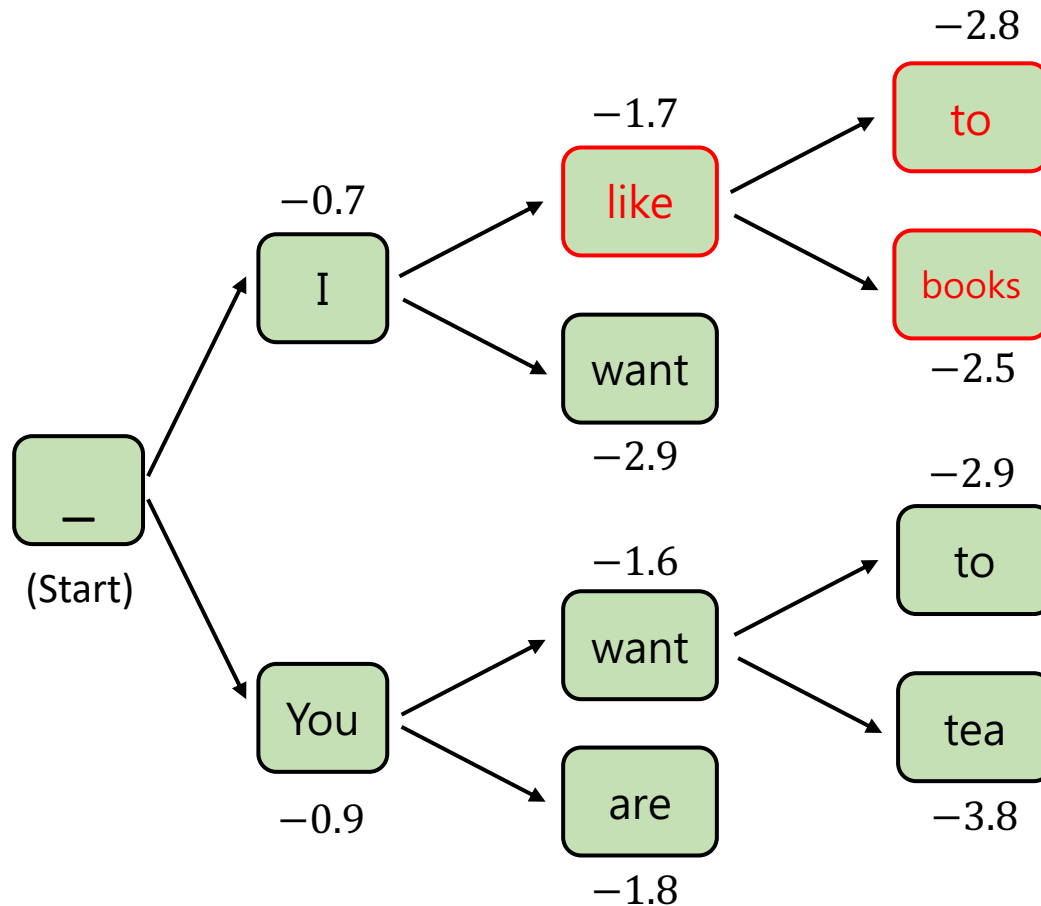 −2.8
to
−1.7
like
−0.7
I
books
−2.5
want
−2.9
_
(Start)
−2.9
to
−1.6
want
You
−0.9
tea
−3.8
are
−1.8